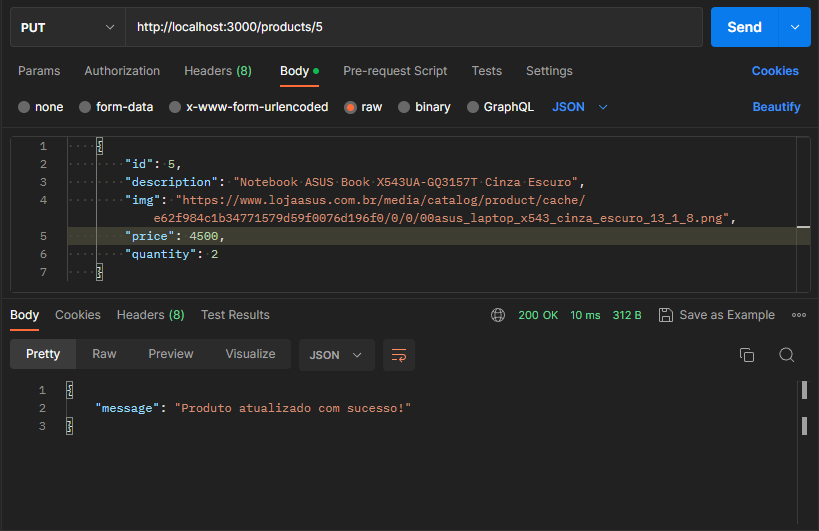 PUT http://localhost:3000/products/5 Send
Params Authorization Headers (8) Body Pre-request Script Tests Settings Cookies
none form-data x-www-form-urlencoded raw binary GraphQL JSON Beautify
1 {
2 "id": 5,
3 "description": "Notebook ASUS Book X543UA-GQ3157T Cinza Escuro",
4 "img": "https://www.lojaasus.com.br/media/catalog/product/cache/
e62f984c1b34771579d59f0076d196f0/0/0/00asus_laptop_x543_cinza_escuro_13_1_8.png",
5 "price": 4500,
6 "quantity": 2
7 }
Body Cookies Headers (8) Test Results 200 OK 10 ms 312 B Save as Example
Pretty Raw Preview Visualize JSON
1 {
2 "message": "Produto atualizado com sucesso!"
3 }